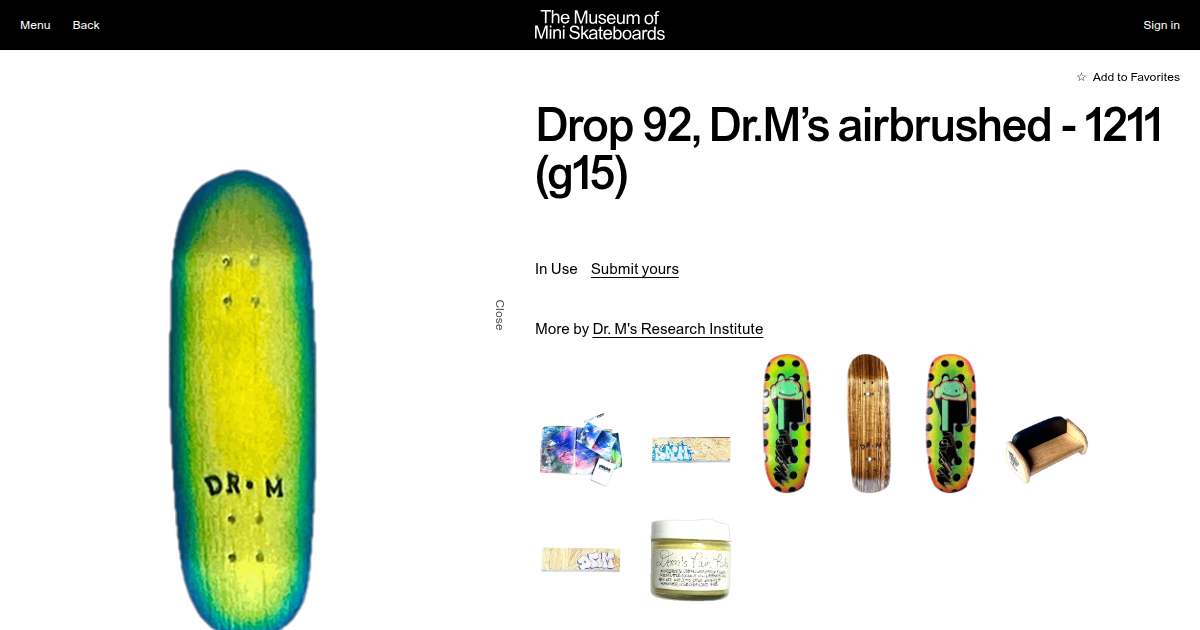 Menu
Back
The Museum of
Mini Skateboards
Sign in
☆ Add to Favorites
Drop 92, Dr.M’s airbrushed - 1211
(g15)
In Use
Submit yours
Close
More by Dr. M's Research Institute
DR. M